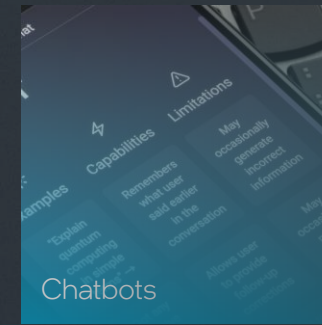 Capabilities
Limitations
Remembers
what user
said earlier
in the
conversation
May
occasionally
generate
incorrect
information
"Explain
quantum
computing
Allows user
to provide
follow-up
Chatbots